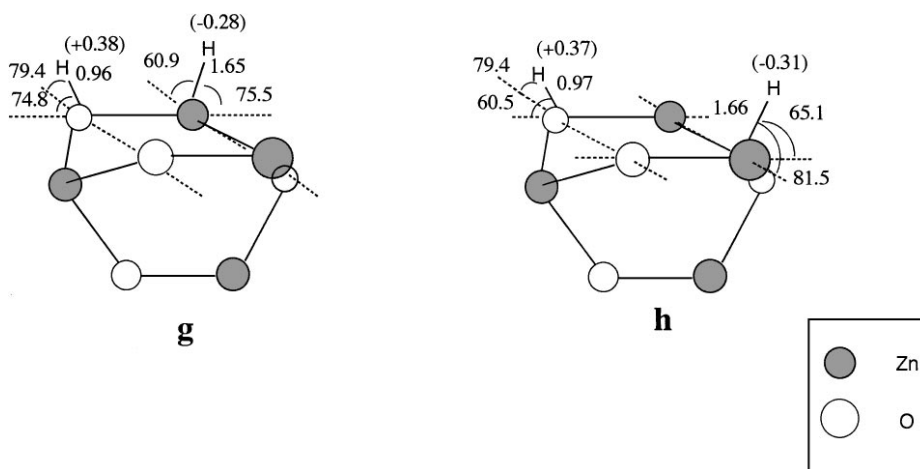 (+0.38)
H
0.96
79.4
74.8
(-0.28)
H
60.9
1.65
75.5
g
(+0.37)
H
79.4
0.97
60.5
(-0.31)
H
1.66
65.1
81.5
h
Zn
O